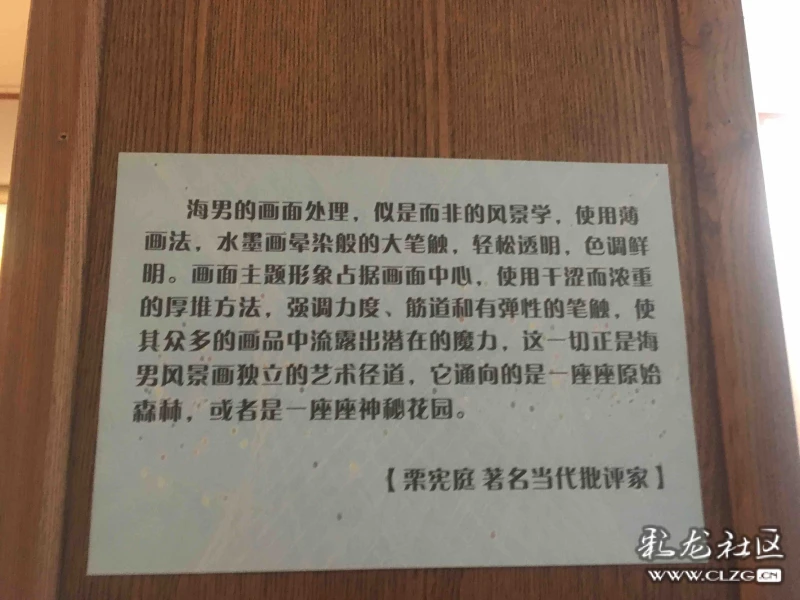 海男的画面处理，似是而非的风景学，使用薄
画法，水墨画晕染般的大笔触，轻松透明，色调鲜
明。画面主题形象占据画面中心，使用干涩而浓重
的厚堆方法，强调力度、筋道和有弹性的笔触，使
其众多的画品中流露出潜在的魔力，这一切正是海
男风景画独立的艺术径道，它通向的是一座座原始
森林，或者是一座座神秘花园。
【栗宪庭 著名当代批评家】
彩龙社区
WWW.CLZG.CN